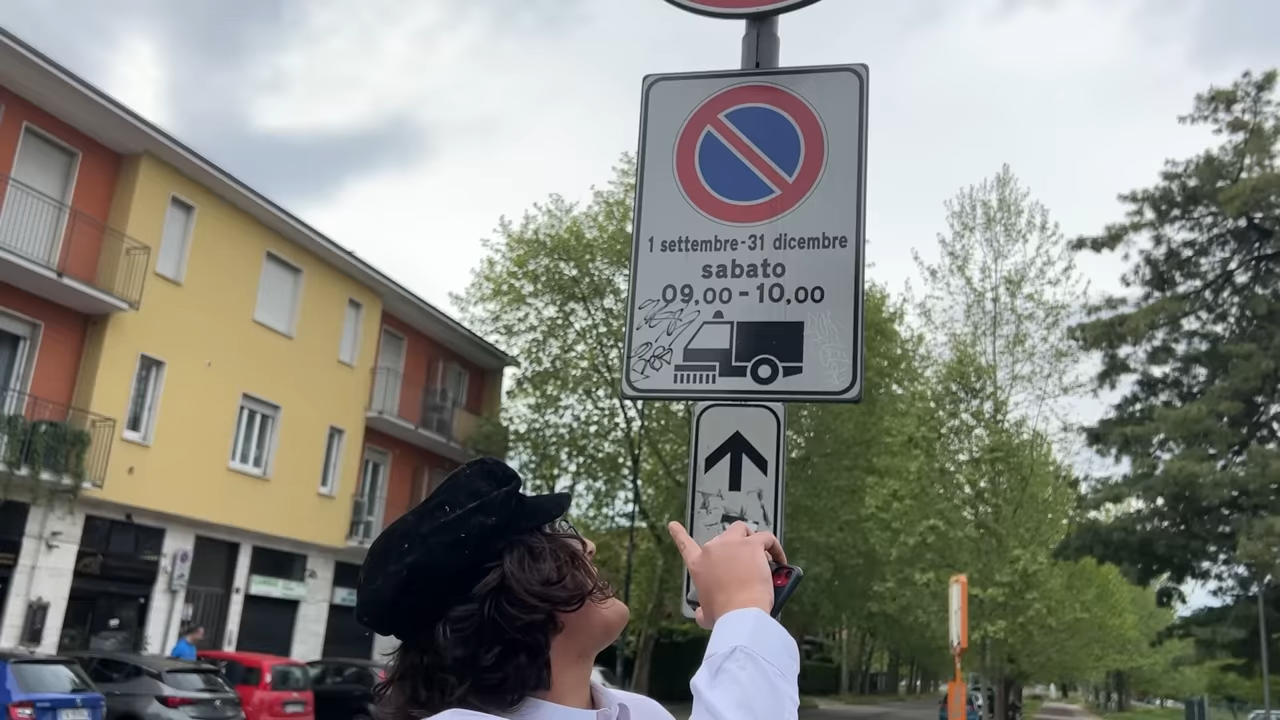 1 settembre-31 dicembre
sabato
09,00 - 10,00